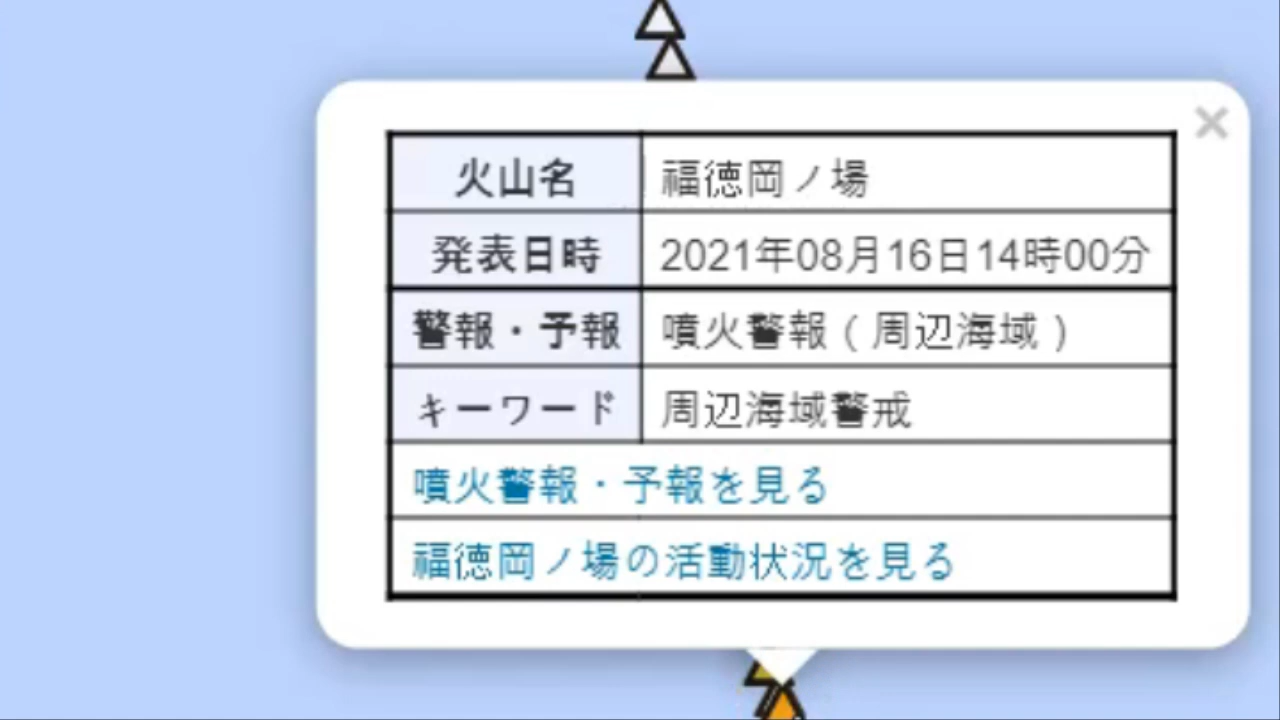 火山名 福徳岡ノ場
発表日時 2021年08月16日14時00分
警報・予報 噴火警報(周辺海域)
キーワード 周辺海域警戒
噴火警報・予報を見る
福徳岡ノ場の活動状況を見る